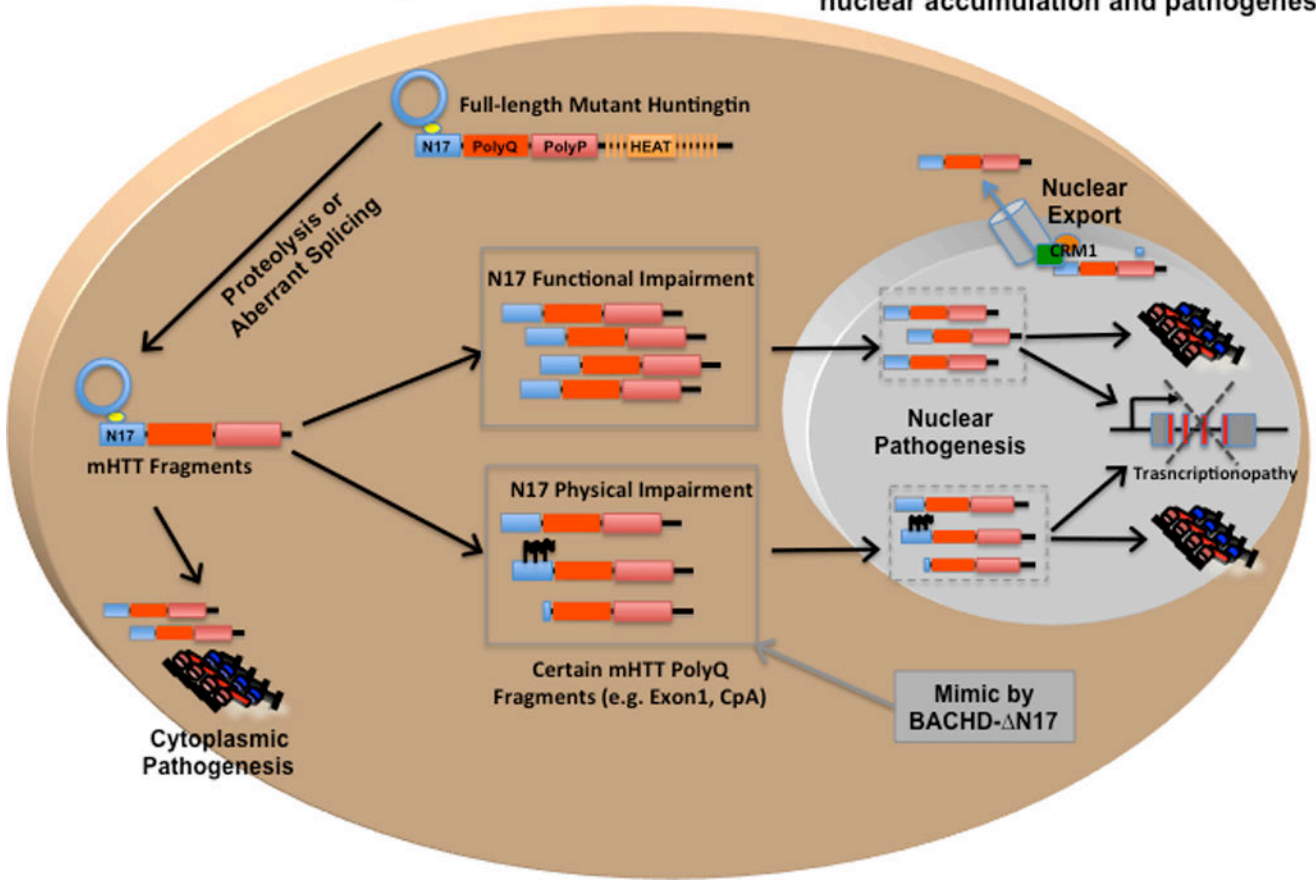 nuclear accumulation and pathogenes
Full-length Mutant Huntingtin
N17 PolyQ PolyP HEAT
Proteolysis or
Aberrant Splicing
Nuclear
Export
CRM1
N17 Functional Impairment
N17
mHTT Fragments
Nuclear
Pathogenesis
Trasncriptionopathy
N17 Physical Impairment
Certain mHTT PolyQ
Fragments (e.g. Exon1, CpA)
Mimic by
BACHD-ΔN17
Cytoplasmic
Pathogenesis